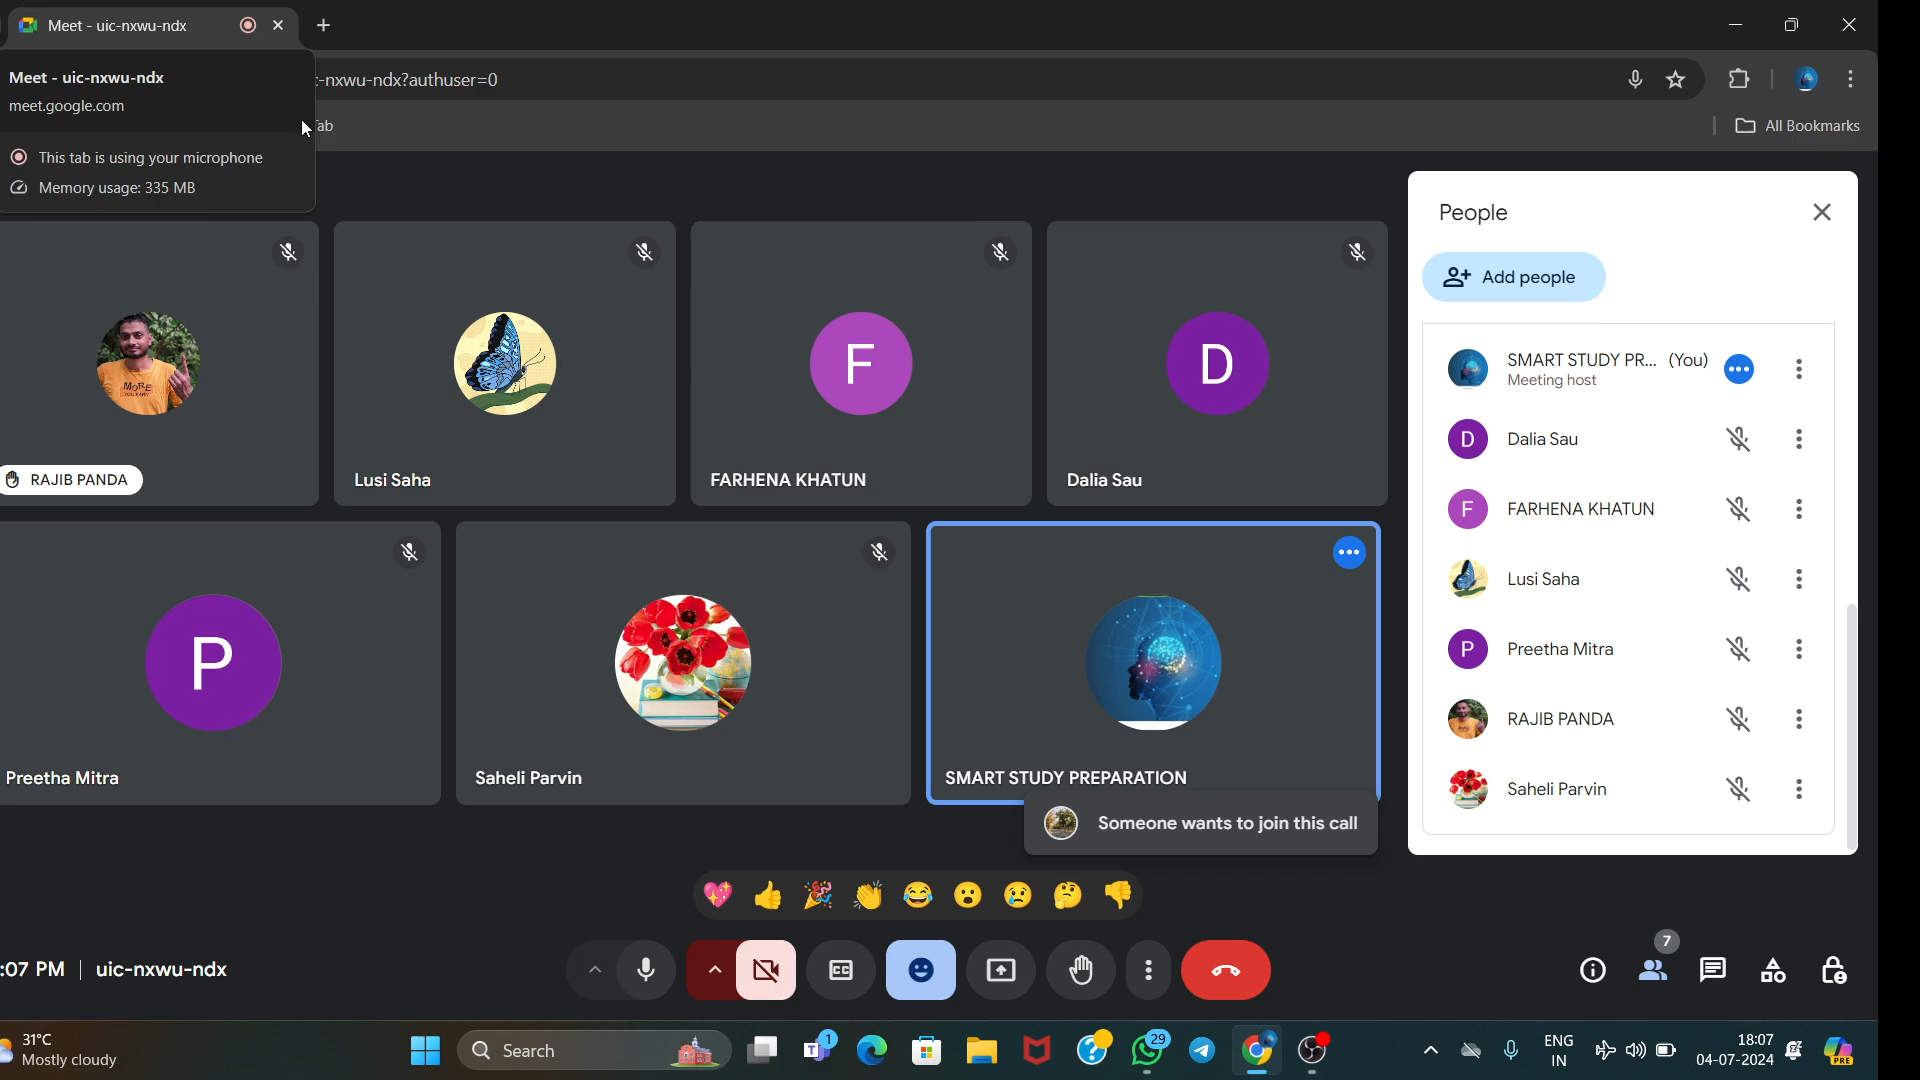 Meet - uic-nxwu-ndx
Meet - uic-nxwu-ndx
meet.google.com
This tab is using your microphone
Memory usage: 335 MB
-nxwu-ndx?authuser=0
Tab
All Bookmarks
RAJIB PANDA
Lusi Saha
F
FARHENA KHATUN
D
Dalia Sau
P
Preetha Mitra
Saheli Parvin
SMART STUDY PREPARATION
Someone wants to join this call
People
Add people
SMART STUDY PR... (You)
Meeting host
D Dalia Sau
F FARHENA KHATUN
Lusi Saha
P Preetha Mitra
RAJIB PANDA
Saheli Parvin
:07 PM | uic-nxwu-ndx
7
31°C
Mostly cloudy
Search
1
29
ENG
IN
18:07
04-07-2024
PRE